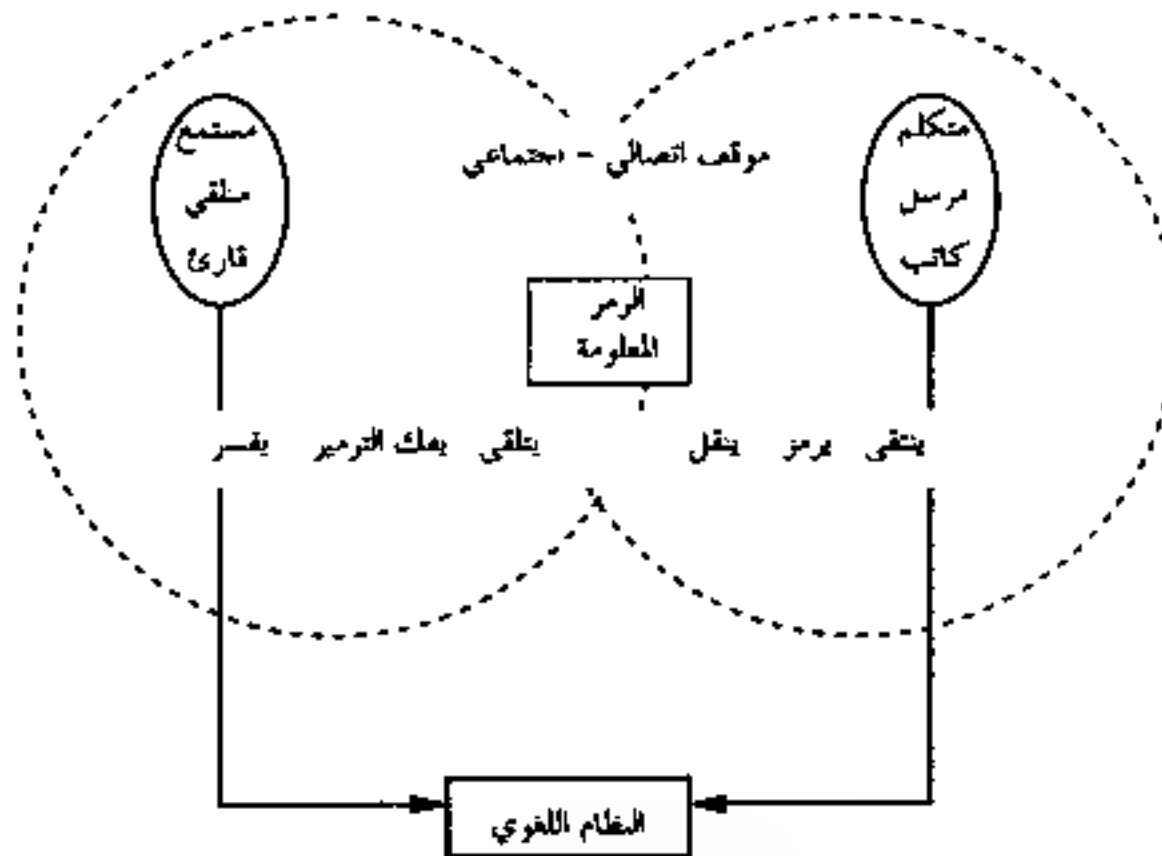 متكلم
مرسل
كاتب
موقف اتصالي - اجتماعي
مستمع
متلقي
قارئ
الرمز
المعلومة
ينتقى يرمز ينقل يتلقى يفك الترميز يفسر
النظام اللغوي